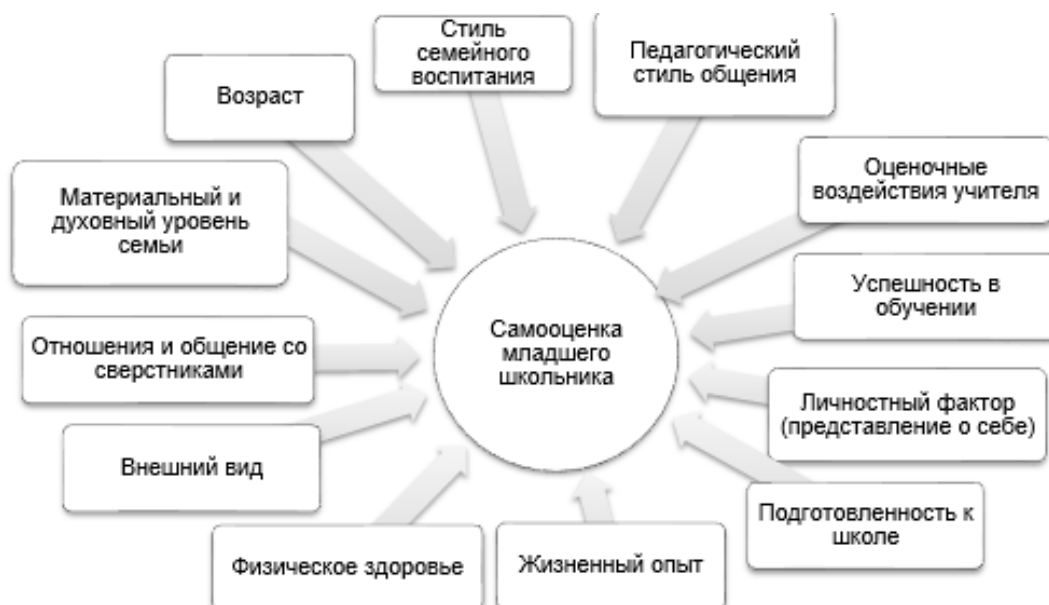 Стиль
семейного
воспитания
Педагогический
стиль общения
Возраст
Оценочные
воздействия учителя
Материальный и
духовный уровень
семьи
Успешность в
обучении
Самооценка
младшего
школьника
Отношения и общение со
сверстниками
Личностный фактор
(представление о себе)
Внешний вид
Подготовленность к
школе
Физическое здоровье
Жизненный опыт